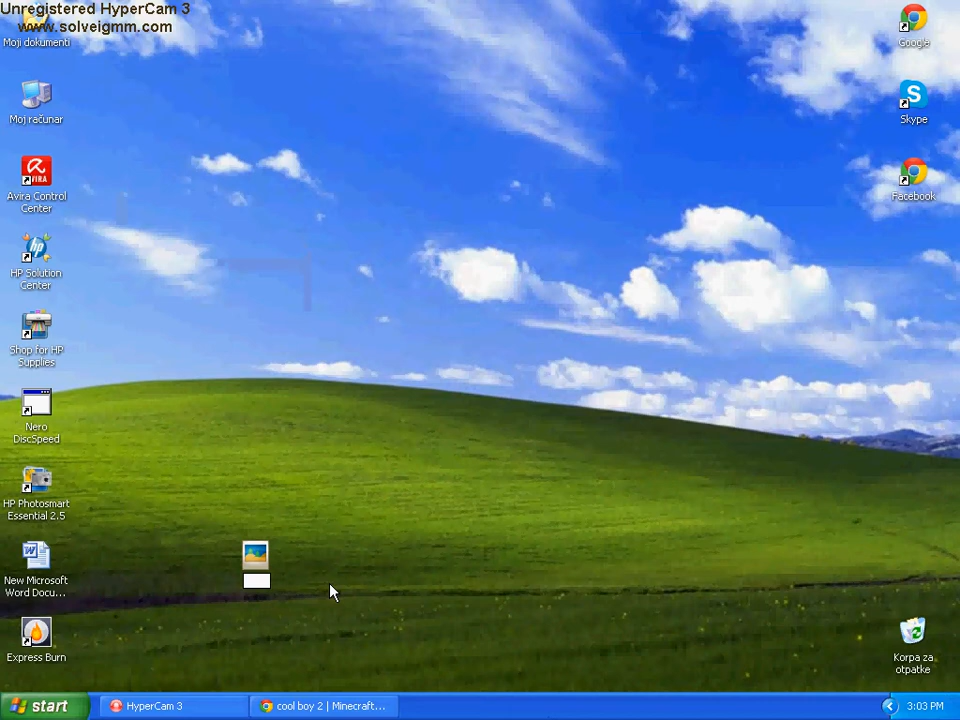 Unregistered HyperCam 3
www.solveigmm.com
Moji dokumenti
Moj računar
AVIRA
Avira Control
Center
hp
HP Solution
Center
Shop for HP
Supplies
Nero
DiscSpeed
HP Photosmart
Essential 2.5
W
New Microsoft
Word Docu...
Express Burn
Google
S
Skype
Facebook
Korpa za
otpatke
start
HyperCam 3
cool boy 2 | Minecraft...
3:03 PM